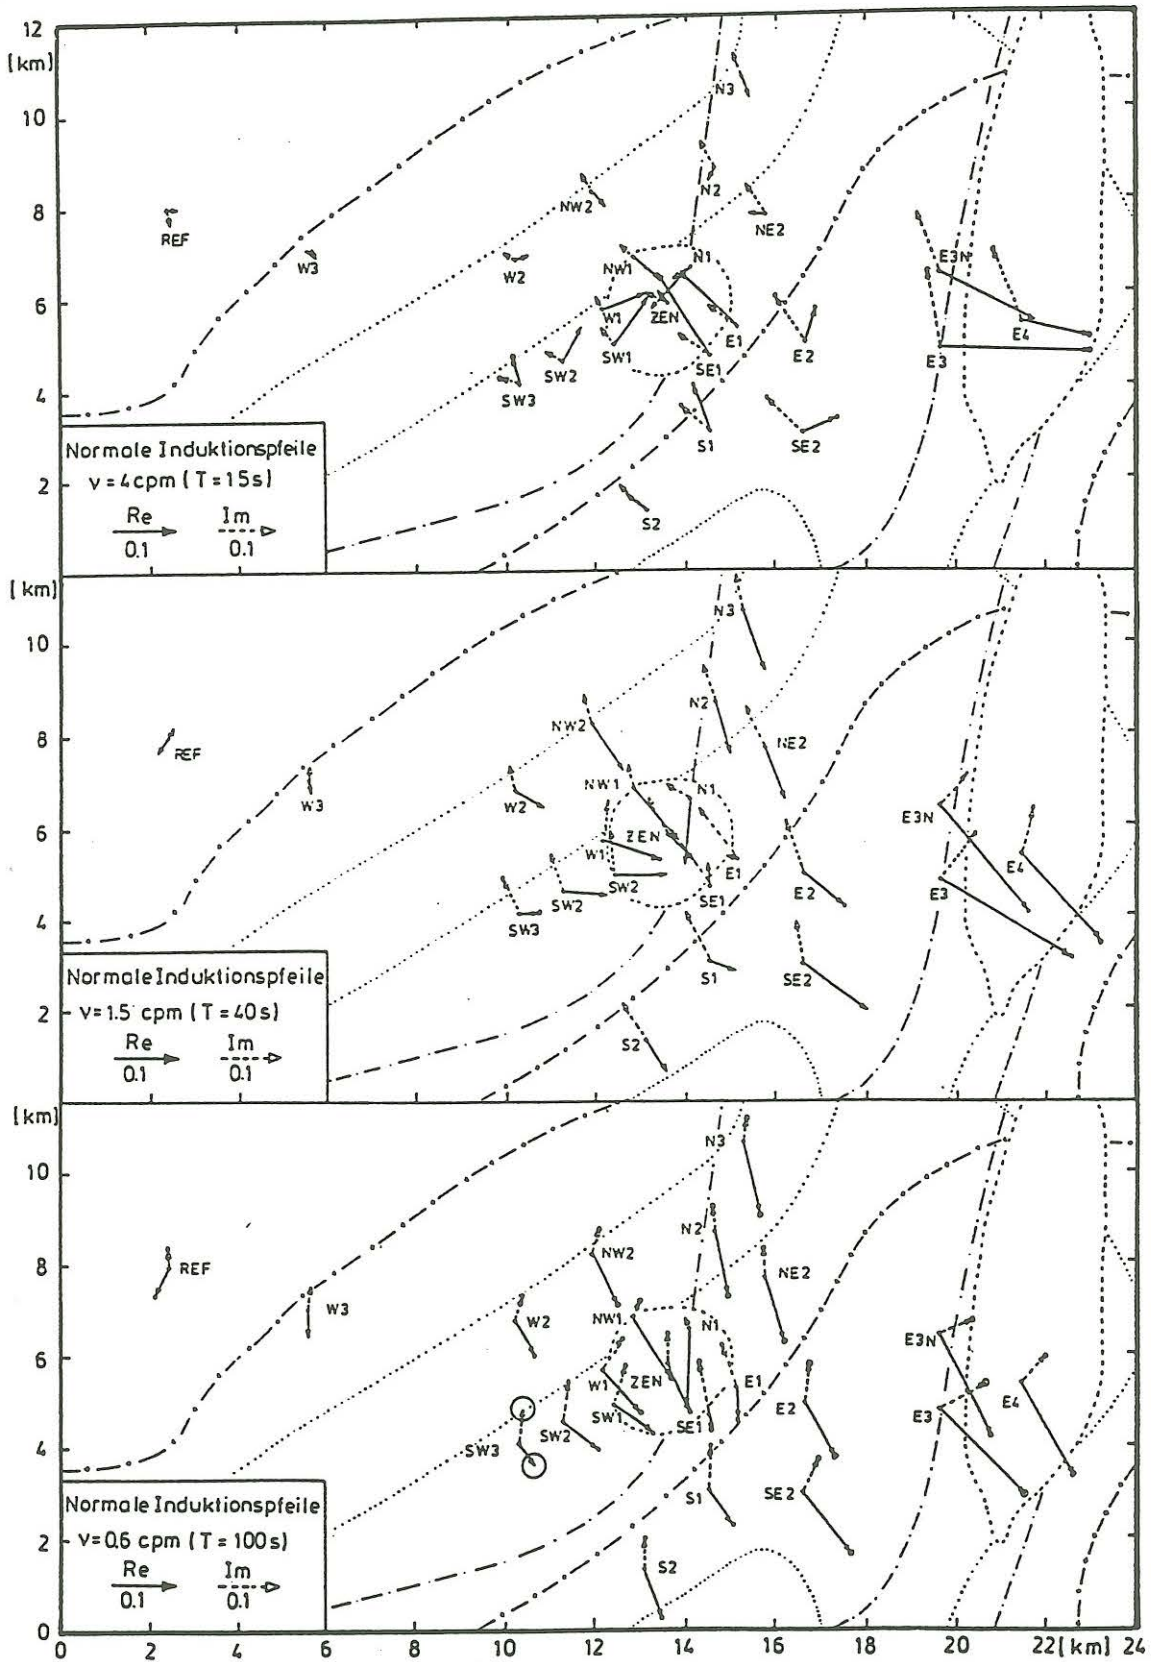 12
[km]
10
8
6
4
2
N3
N2
NW2
NE2
REF
W3
W2
NW1
N1
E3N
W1
ZEN
E1
E4
SW1
SE1
E2
E3
SW2
SW3
S1
SE2
S2
Normale Induktionspfeile
ν = 4 cpm ( T = 15 s )
Re Im
0.1 0.1
[km]
10
8
6
4
2
N3
N2
NW2
NE2
REF
W3
W2
NW1
N1
E3N
ZEN
W1
E1
E4
SW2
SE1
E2
E3
SW2
SW3
S1
SE2
S2
Normale Induktionspfeile
ν = 1.5 cpm ( T = 40 s )
Re Im
0.1 0.1
[km]
10
8
6
4
2
0
N3
N2
NW2
NE2
REF
W3
W2
NW1
N1
E3N
W1
ZEN
E1
E4
SW1
SE1
E2
E3
SW2
SW3
S1
SE2
S2
Normale Induktionspfeile
ν = 0.6 cpm ( T = 100 s )
Re Im
0.1 0.1
0 2 4 6 8 10 12 14 16 18 20 22 [km] 24